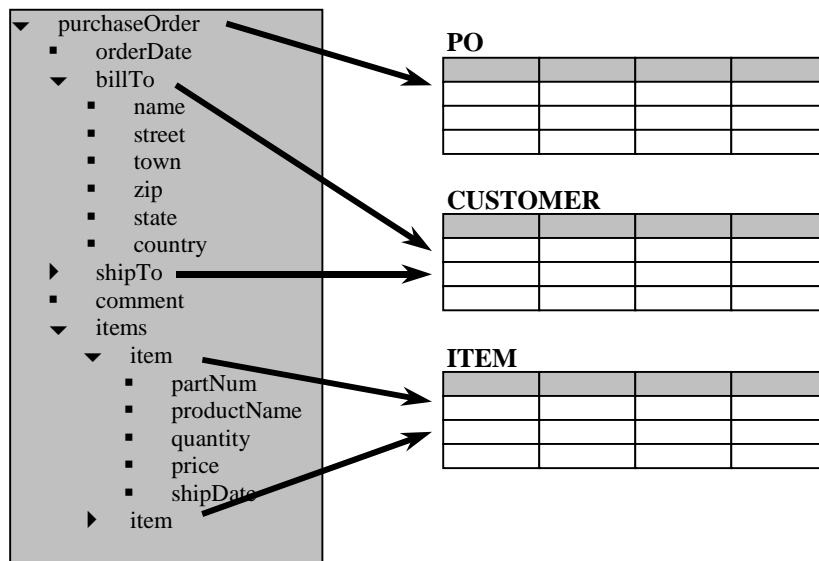 purchaseOrder
orderDate
billTo
name
street
town
zip
state
country
shipTo
comment
items
item
partNum
productName
quantity
price
shipDate
item
PO
CUSTOMER
ITEM